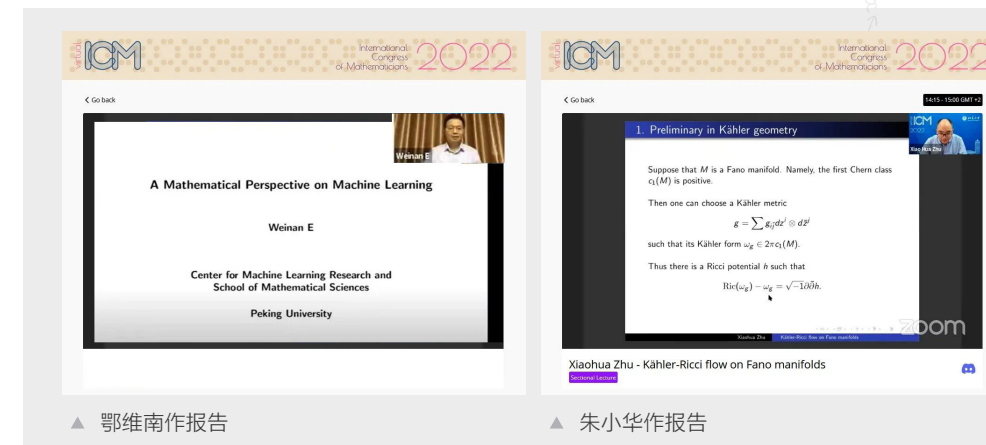 virtual
ICM
International
Congress
of Mathematicians
2022
Go back
Weinan E
A Mathematical Perspective on Machine Learning
Weinan E
Center for Machine Learning Research and
School of Mathematical Sciences
Peking University
▲ 鄂维南作报告
virtual
ICM
International
Congress
of Mathematicians
2022
Go back
14:15 - 15:00 GMT +2
1. Preliminary in Kähler geometry
ICM
2022
Xiao Hua Zhu
Suppose that M is a Fano manifold. Namely, the first Chern class
c₁(M) is positive.
Then one can choose a Kähler metric
g = ∑ g_{ij̄} dzⁱ ⊗ dz̄ʲ
such that its Kähler form ω_g ∈ 2πc₁(M).
Thus there is a Ricci potential h such that
Ric(ω_g) − ω_g = √−1∂∂̄h.
zoom
Xiaohua Zhu Kähler-Ricci flow on Fano manifolds
Xiaohua Zhu - Kähler-Ricci flow on Fano manifolds
Sectional Lecture
▲ 朱小华作报告